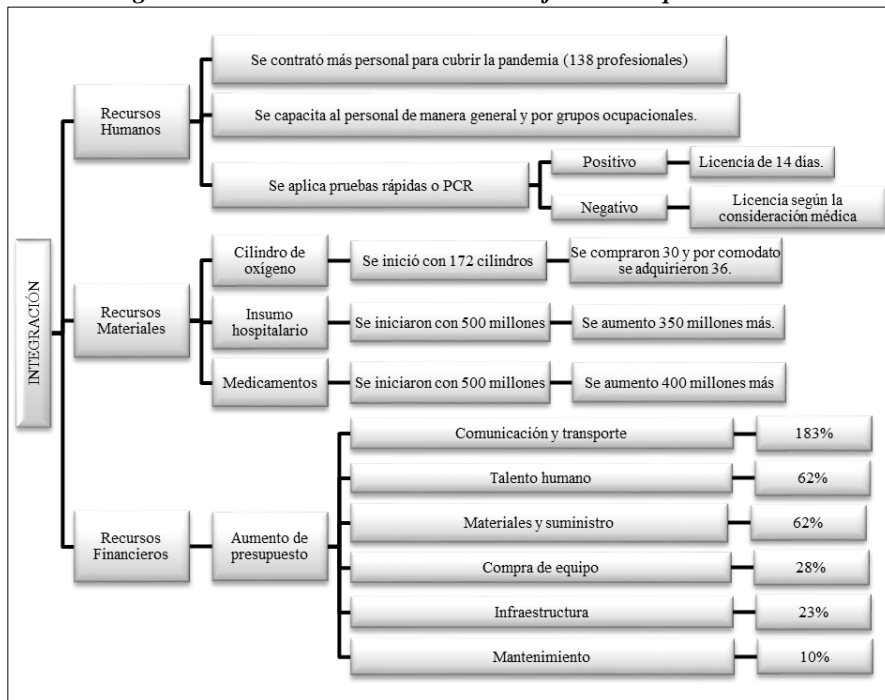 Se contrató más personal para cubrir la pandemia (138 profesionales)
Recursos
Humanos
Se capacita al personal de manera general y por grupos ocupacionales.
Se aplica pruebas rápidas o PCR
Positivo
Licencia de 14 días.
Negativo
Licencia según la
consideración médica
INTEGRACIÓN
Recursos
Materiales
Cilindro de
oxígeno
Se inició con 172 cilindros
Se compraron 30 y por comodato
se adquirieron 36.
Insumo
hospitalario
Se iniciaron con 500 millones
Se aumento 350 millones más.
Medicamentos
Se iniciaron con 500 millones
Se aumento 400 millones más
Recursos
Financieros
Aumento de
presupuesto
Comunicación y transporte
183%
Talento humano
62%
Materiales y suministro
62%
Compra de equipo
28%
Infraestructura
23%
Mantenimiento
10%